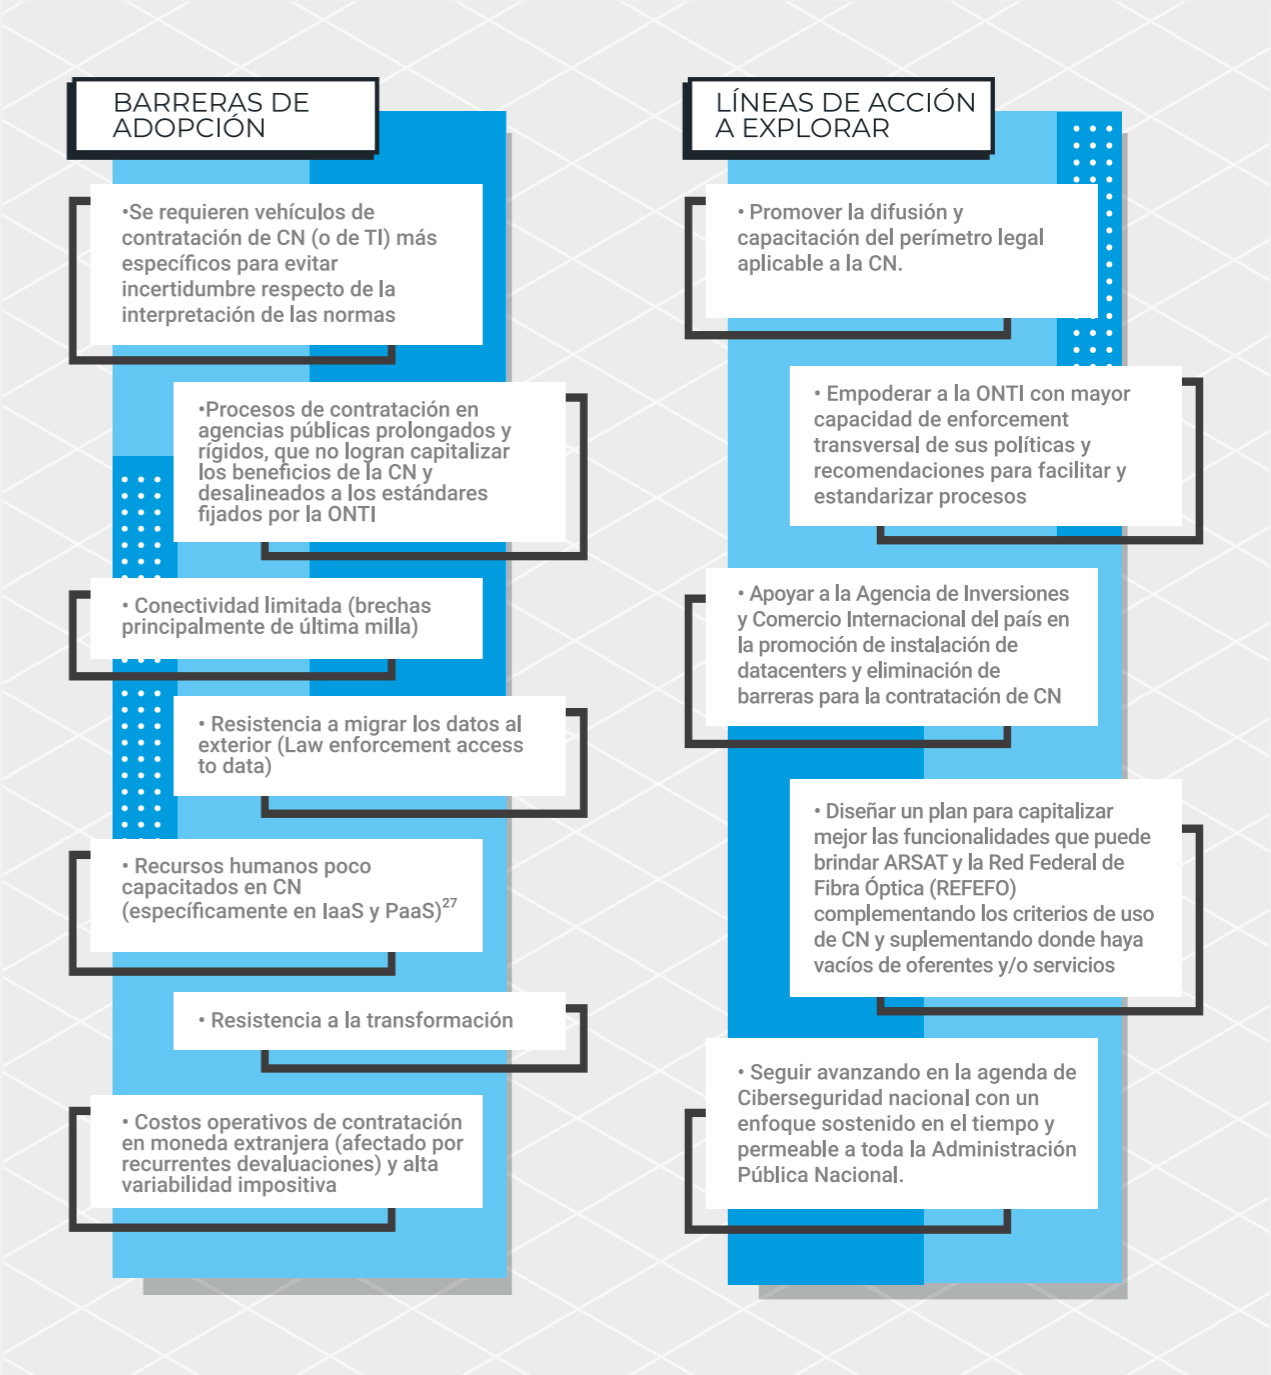 BARRERAS DE
ADOPCIÓN
•Se requieren vehículos de
contratación de CN (o de TI) más
específicos para evitar
incertidumbre respecto de la
interpretación de las normas
•Procesos de contratación en
agencias públicas prolongados y
rígidos, que no logran capitalizar
los beneficios de la CN y
desalineados a los estándares
fijados por la ONTI
• Conectividad limitada (brechas
principalmente de última milla)
• Resistencia a migrar los datos al
exterior (Law enforcement access
to data)
• Recursos humanos poco
capacitados en CN
(específicamente en IaaS y PaaS)27
• Resistencia a la transformación
• Costos operativos de contratación
en moneda extranjera (afectado por
recurrentes devaluaciones) y alta
variabilidad impositiva
LÍNEAS DE ACCIÓN
A EXPLORAR
• Promover la difusión y
capacitación del perímetro legal
aplicable a la CN.
• Empoderar a la ONTI con mayor
capacidad de enforcement
transversal de sus políticas y
recomendaciones para facilitar y
estandarizar procesos
• Apoyar a la Agencia de Inversiones
y Comercio Internacional del país en
la promoción de instalación de
datacenters y eliminación de
barreras para la contratación de CN
• Diseñar un plan para capitalizar
mejor las funcionalidades que puede
brindar ARSAT y la Red Federal de
Fibra Óptica (REFEFO)
complementando los criterios de uso
de CN y suplementando donde haya
vacíos de oferentes y/o servicios
• Seguir avanzando en la agenda de
Ciberseguridad nacional con un
enfoque sostenido en el tiempo y
permeable a toda la Administración
Pública Nacional.